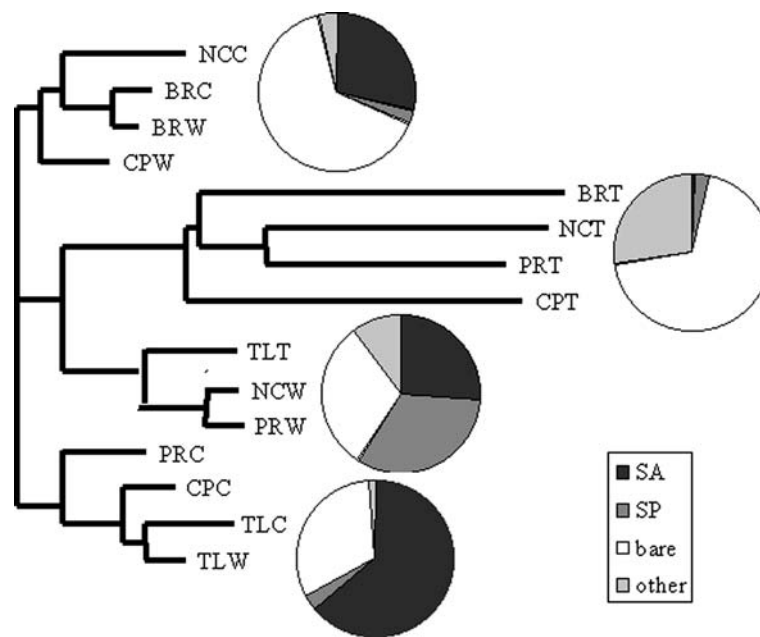 NCC
BRC
BRW
CPW
BRT
NCT
PRT
CPT
TLT
NCW
PRW
PRC
CPC
TLC
TLW
SA
SP
bare
other